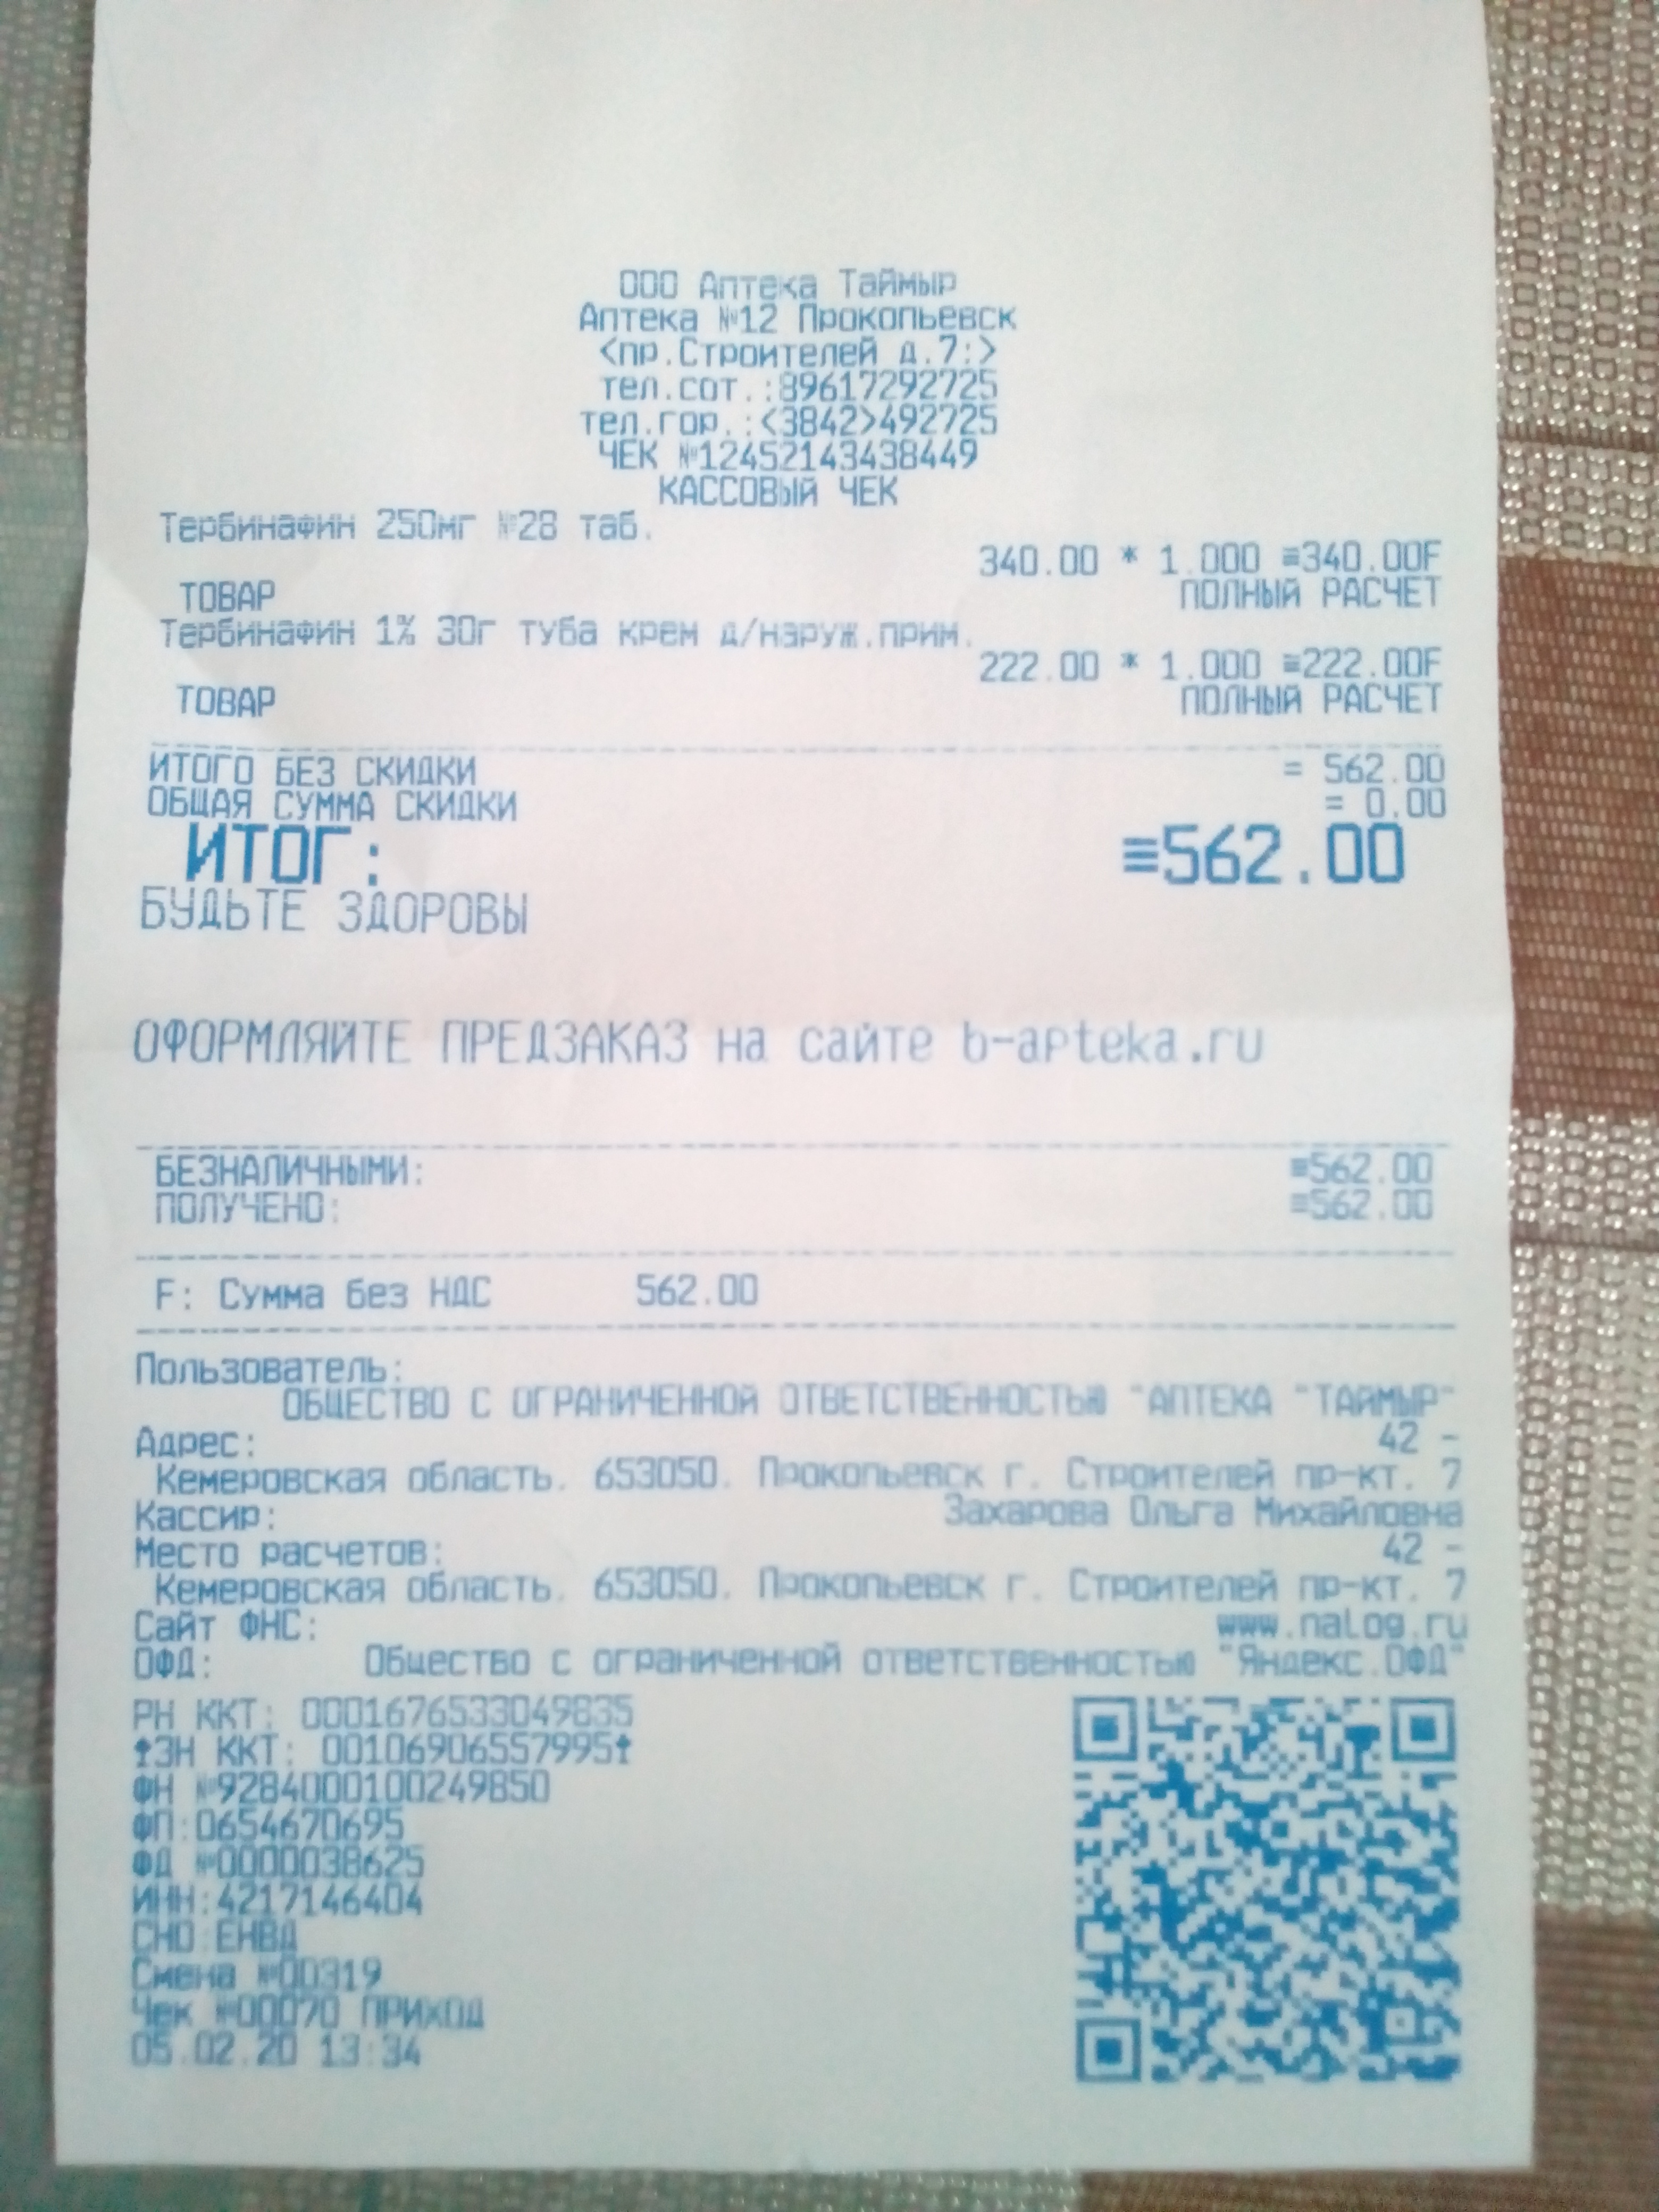 ООО Аптека Таймыр
Аптека №12 Прокопьевск
<пр.Строителей д.7:>
тел.сот.:89617292725
тел.гор.:<3842>492725
ЧЕК №12452143438449
КАССОВЫЙ ЧЕК
Тербинафин 250мг №28 таб.
340.00 * 1.000 ≡340.00F
ТОВАР ПОЛНЫЙ РАСЧЕТ
Тербинафин 1% 30г туба крем д/наруж.прим.
222.00 * 1.000 ≡222.00F
ТОВАР ПОЛНЫЙ РАСЧЕТ
ИТОГО БЕЗ СКИДКИ = 562.00
ОБЩАЯ СУММА СКИДКИ = 0.00
ИТОГ: ≡562.00
БУДЬТЕ ЗДОРОВЫ
ОФОРМЛЯЙТЕ ПРЕДЗАКАЗ на сайте b-apteka.ru
БЕЗНАЛИЧНЫМИ: ≡562.00
ПОЛУЧЕНО: ≡562.00
F: Сумма без НДС 562.00
Пользователь:
ОБЩЕСТВО С ОГРАНИЧЕННОЙ ОТВЕТСТВЕННОСТЬЮ "АПТЕКА "ТАЙМЫР"
Адрес: 42 -
Кемеровская область, 653050, Прокопьевск г, Строителей пр-кт, 7
Кассир: Захарова Ольга Михайловна
Место расчетов: 42 -
Кемеровская область, 653050, Прокопьевск г, Строителей пр-кт, 7
Сайт ФНС: www.nalog.ru
ОФД: Общество с ограниченной ответственностью "Яндекс.ОФД"
РН ККТ: 0001676533049835
ЗН ККТ: 00106906557995
ФН №9284000100249850
ФП:0654670695
ФД №0000038625
ИНН:4217146404
СНО:ЕНВД
Смена №00319
Чек №00070 ПРИХОД
05.02.20 13:34